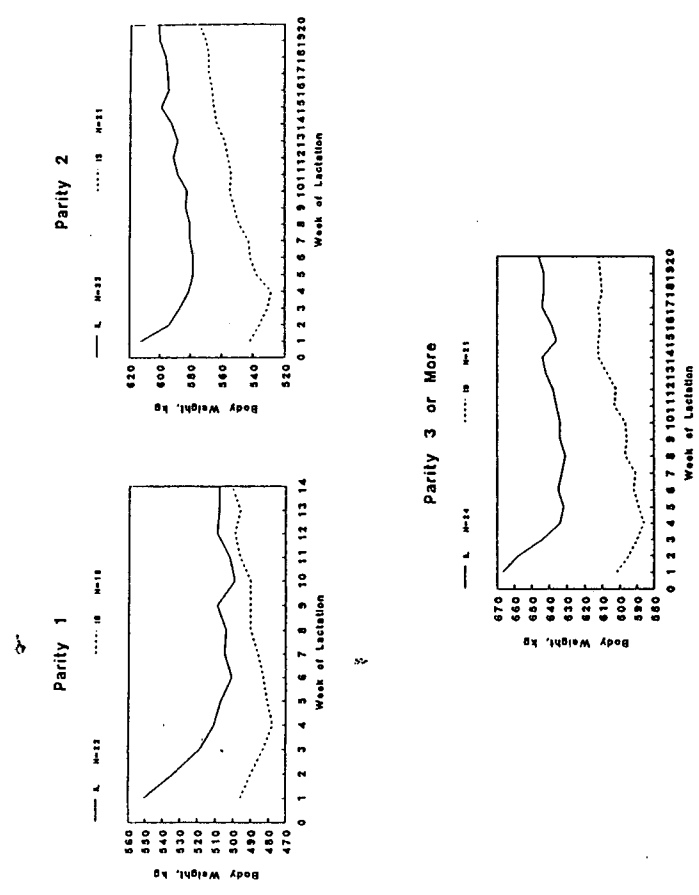 Parity 1
IS N=18
560
550
540
530
520
510
500
490
480
470
Body Weight, kg
0 1 2 3 4 5 6 7 8 9 10 11 12 13 14
Week of Lactation
Parity 2
IS N=21
620
600
580
560
540
520
Body Weight, kg
0 1 2 3 4 5 6 7 8 9 10 11 12 13 14 15 16 17 18 19 20
Week of Lactation
Parity 3 or More
N=24 IS N=21
670
660
650
640
630
620
610
600
590
580
Body Weight, kg
0 1 2 3 4 5 6 7 8 9 10 11 12 13 14 15 16 17 18 19 20
Week of Lactation